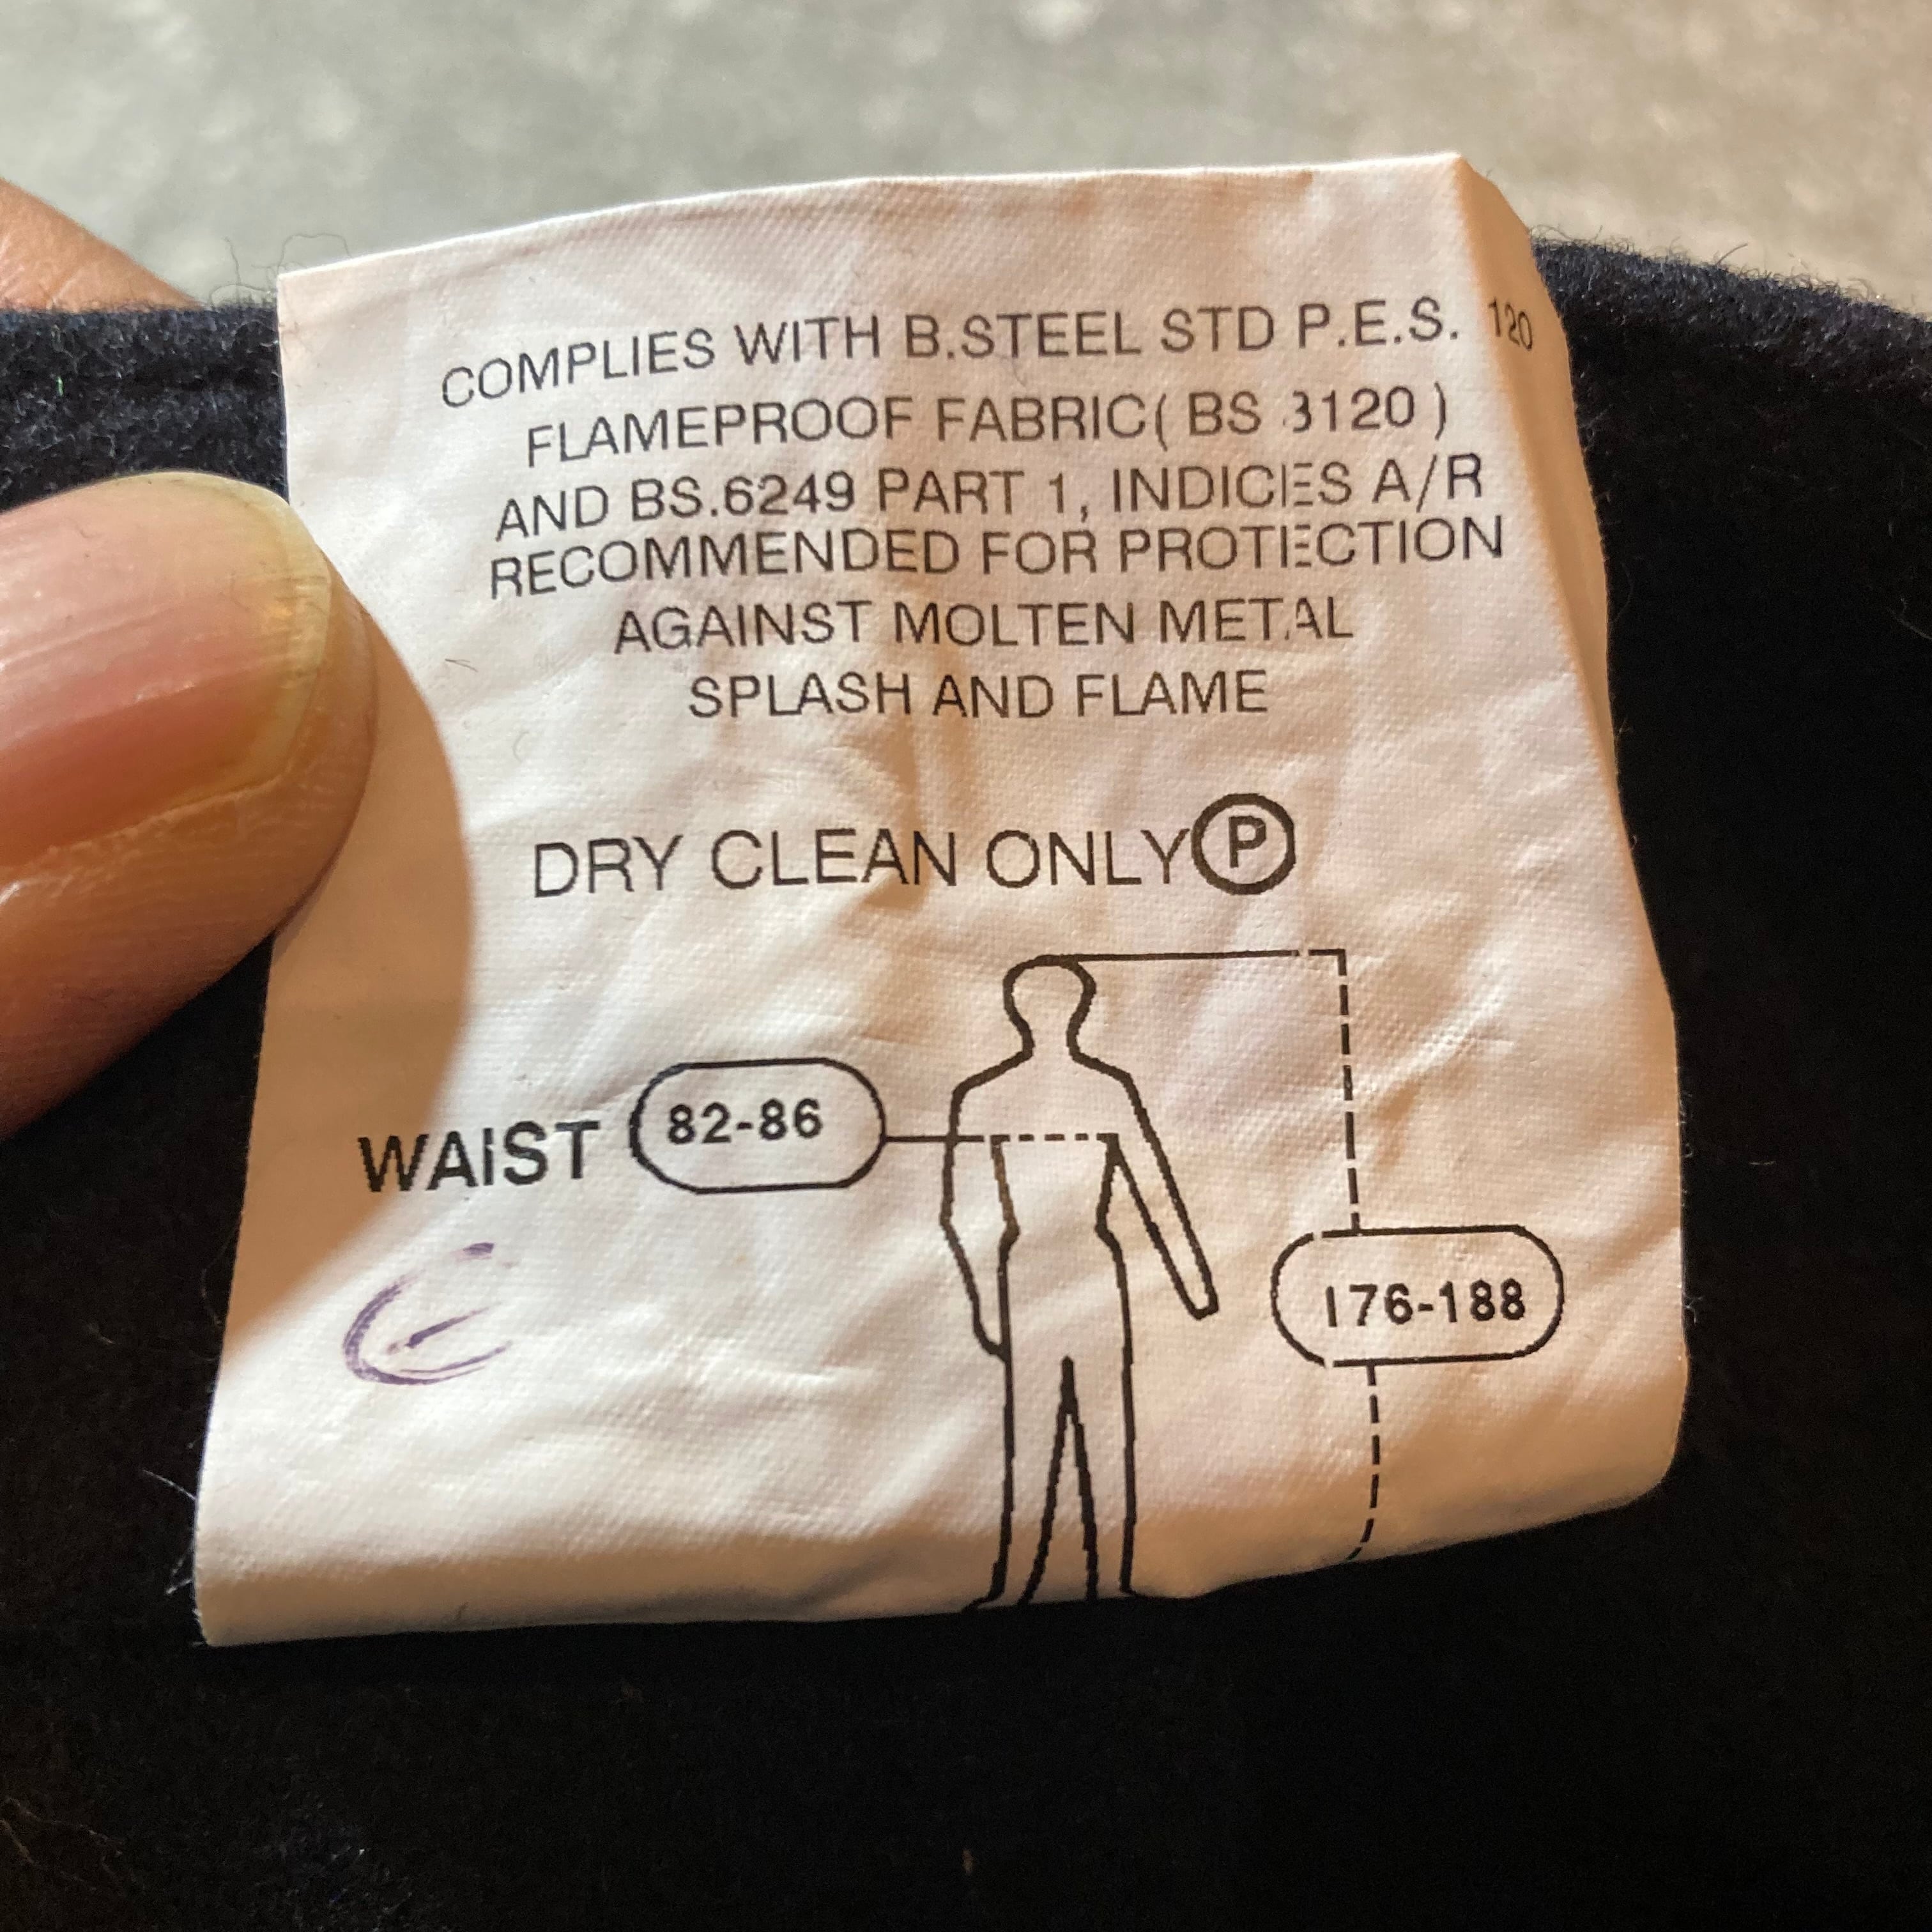 COMPLIES WITH B.STEEL STD P.E.S. 120
FLAMEPROOF FABRIC( BS 3120 )
AND BS.6249 PART 1, INDICIES A/R
RECOMMENDED FOR PROTECTION
AGAINST MOLTEN METAL
SPLASH AND FLAME
DRY CLEAN ONLY Ⓟ
WAIST 82-86
176-188